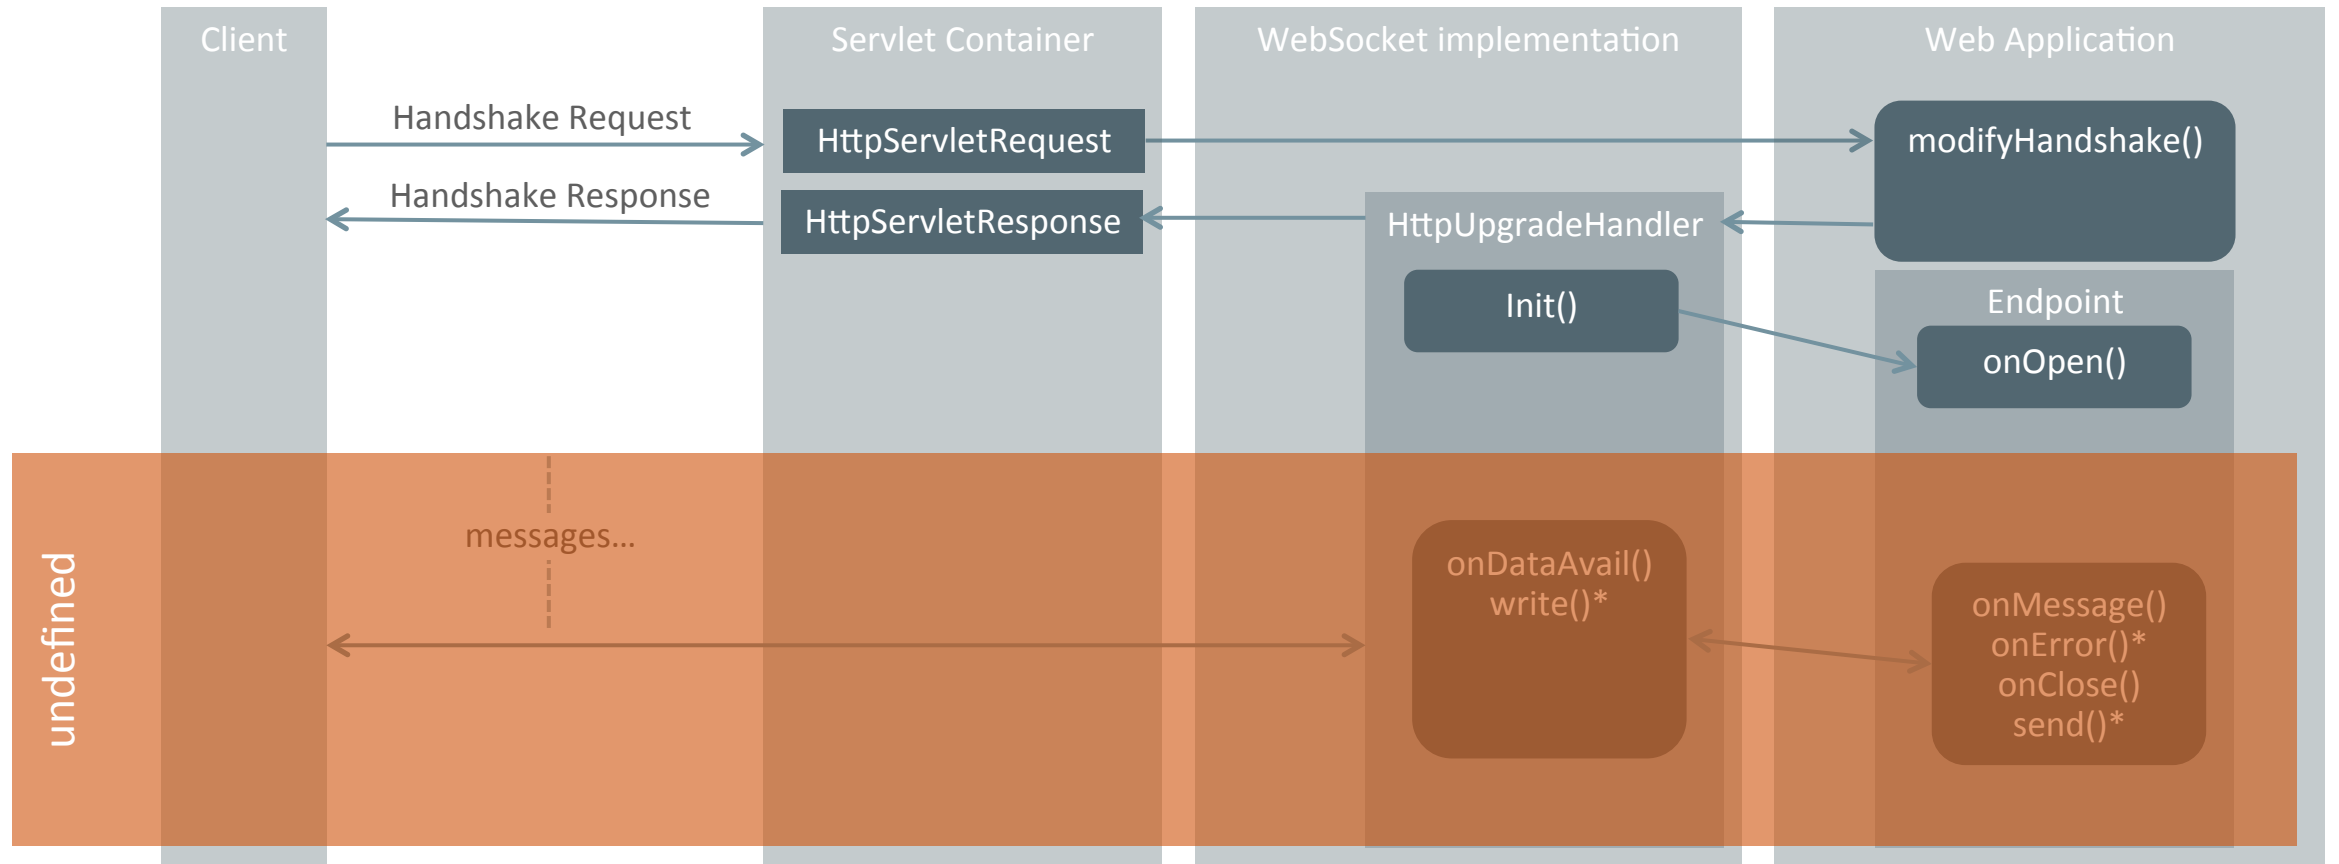 Client
Servlet Container
WebSocket implementation
Web Application
Handshake Request
HttpServletRequest
modifyHandshake()
Handshake Response
HttpServletResponse
HttpUpgradeHandler
Init()
Endpoint
onOpen()
undefined
messages...
onDataAvail()
write()*
onMessage()
onError()*
onClose()
send()*